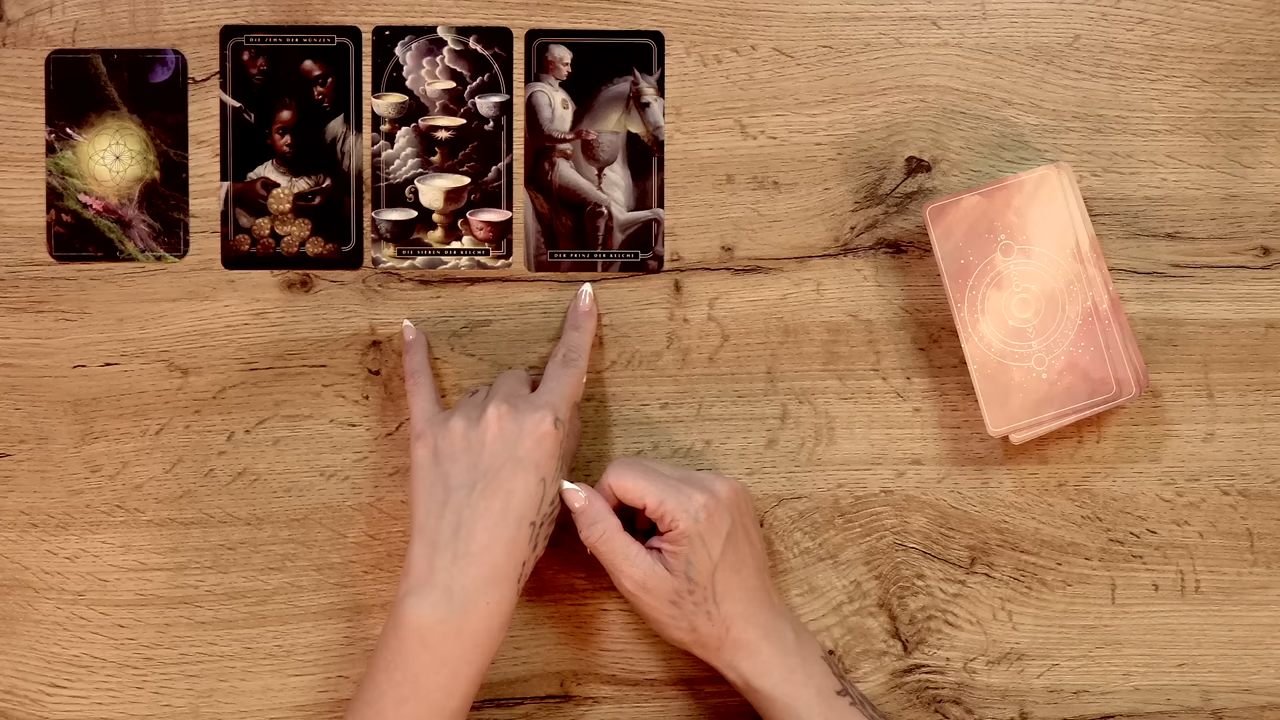 DIE ZEHN DER MÜNZEN
DIE SIEBEN DER KELCHE
DER PRINZ DER KELCHE